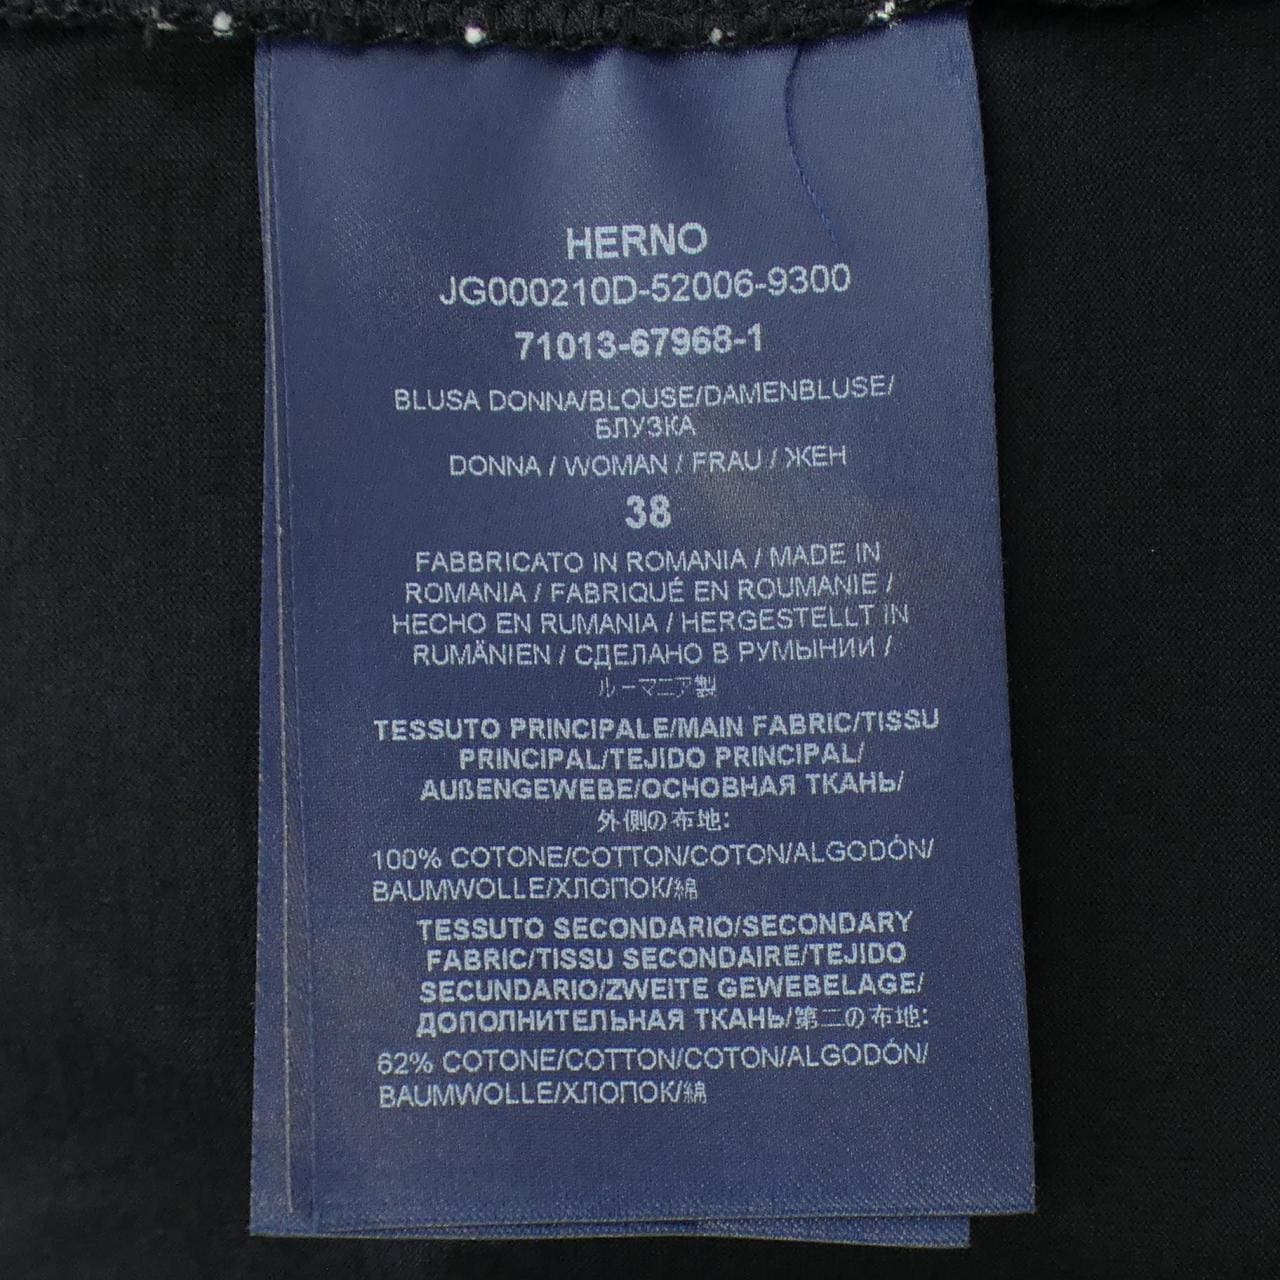 HERNO
JG000210D-52006-9300
71013-67968-1
BLUSA DONNA/BLOUSE/DAMENBLUSE/
БЛУЗКА
DONNA / WOMAN / FRAU / ЖЕН
38
FABBRICATO IN ROMANIA / MADE IN
ROMANIA / FABRIQUÉ EN ROUMANIE /
HECHO EN RUMANIA / HERGESTELLT IN
RUMÄNIEN / СДЕЛАНО В РУМЫНИИ /
ルーマニア製
TESSUTO PRINCIPALE/MAIN FABRIC/TISSU
PRINCIPAL/TEJIDO PRINCIPAL/
AUßENGEWEBE/ОСНОВНАЯ ТКАНЬ/
外側の布地:
100% COTONE/COTTON/COTON/ALGODÓN/
BAUMWOLLE/ХЛОПОК/綿
TESSUTO SECONDARIO/SECONDARY
FABRIC/TISSU SECONDAIRE/TEJIDO
SECUNDARIO/ZWEITE GEWEBELAGE/
ДОПОЛНИТЕЛЬНАЯ ТКАНЬ/第二の布地:
62% COTONE/COTTON/COTON/ALGODÓN/
BAUMWOLLE/ХЛОПОК/綿